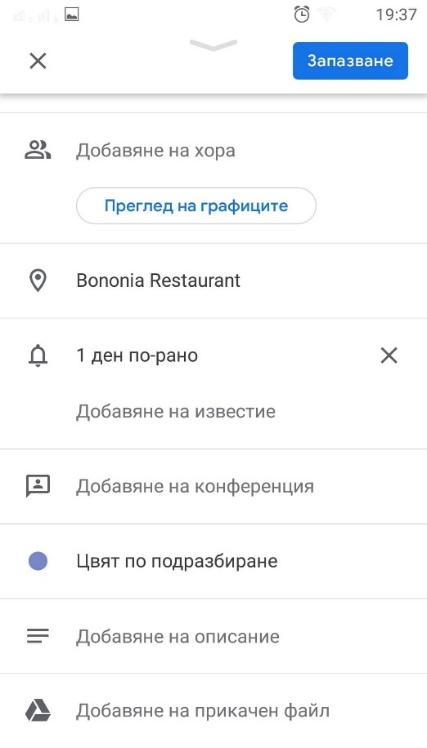 19:37
Запазване
Добавяне на хора
Преглед на графиците
Bononia Restaurant
1 ден по-рано
Добавяне на известие
Добавяне на конференция
Цвят по подразбиране
Добавяне на описание
Добавяне на прикачен файл